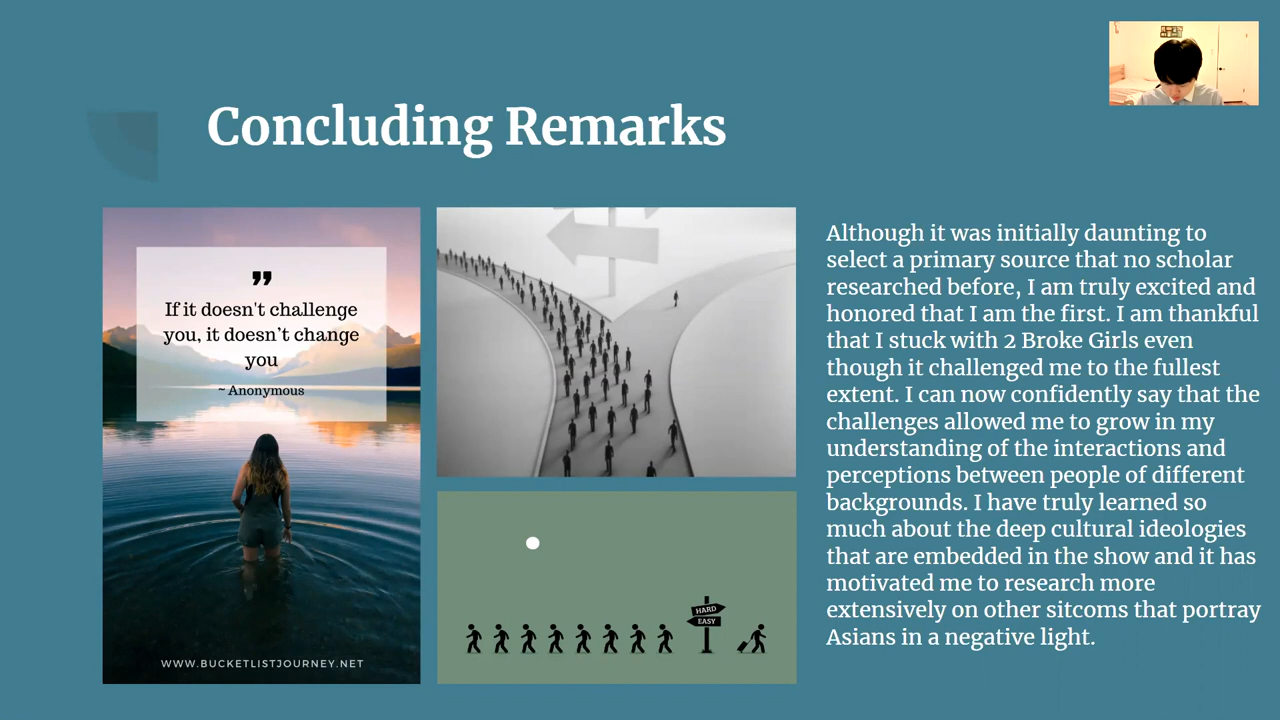 Concluding Remarks
”
If it doesn't challenge
you, it doesn’t change
you
~ Anonymous
WWW.BUCKETLISTJOURNEY.NET
HARD
EASY
Although it was initially daunting to
select a primary source that no scholar
researched before, I am truly excited and
honored that I am the first. I am thankful
that I stuck with 2 Broke Girls even
though it challenged me to the fullest
extent. I can now confidently say that the
challenges allowed me to grow in my
understanding of the interactions and
perceptions between people of different
backgrounds. I have truly learned so
much about the deep cultural ideologies
that are embedded in the show and it has
motivated me to research more
extensively on other sitcoms that portray
Asians in a negative light.